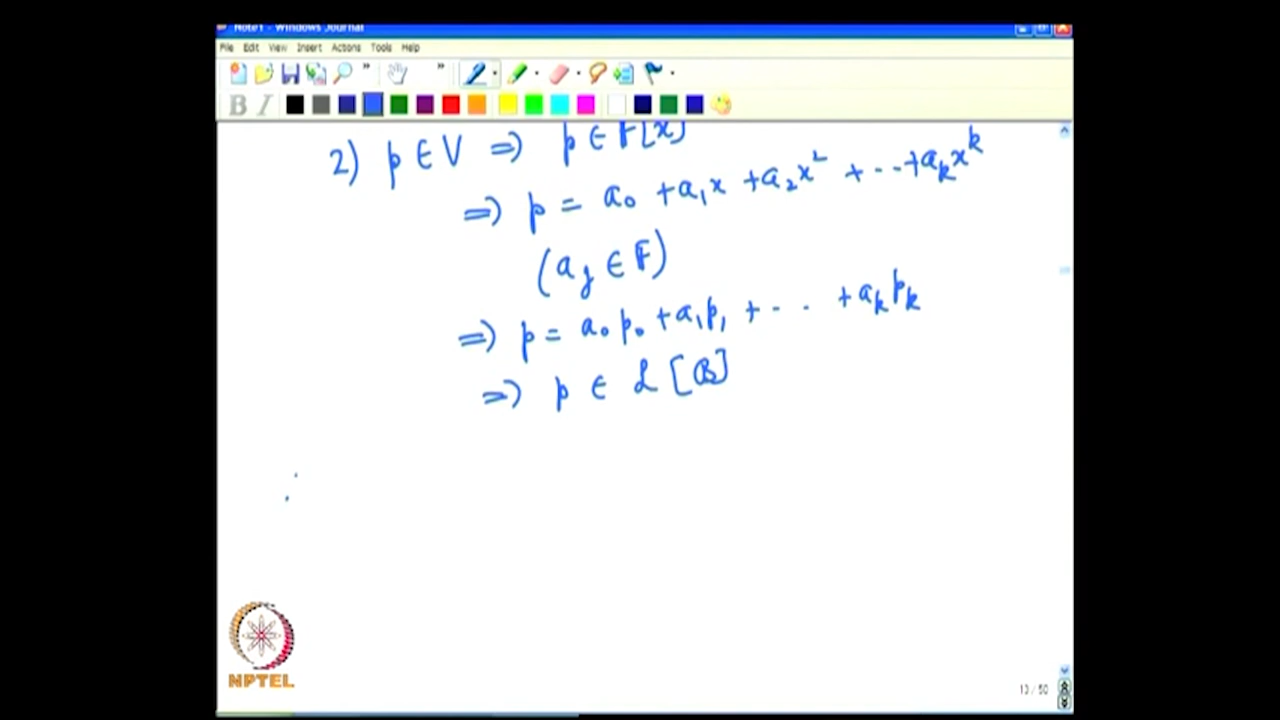 Note1 - Windows Journal
File Edit View Insert Actions Tools Help
B I
2) p ∈ V ⇒ p ∈ F[x]
⇒ p = a₀ + a₁x + a₂x² + ... + aₖxᵏ
(aⱼ ∈ F)
⇒ p = a₀p₀ + a₁p₁ + ... + aₖpₖ
⇒ p ∈ L[B]
NPTEL
13/50